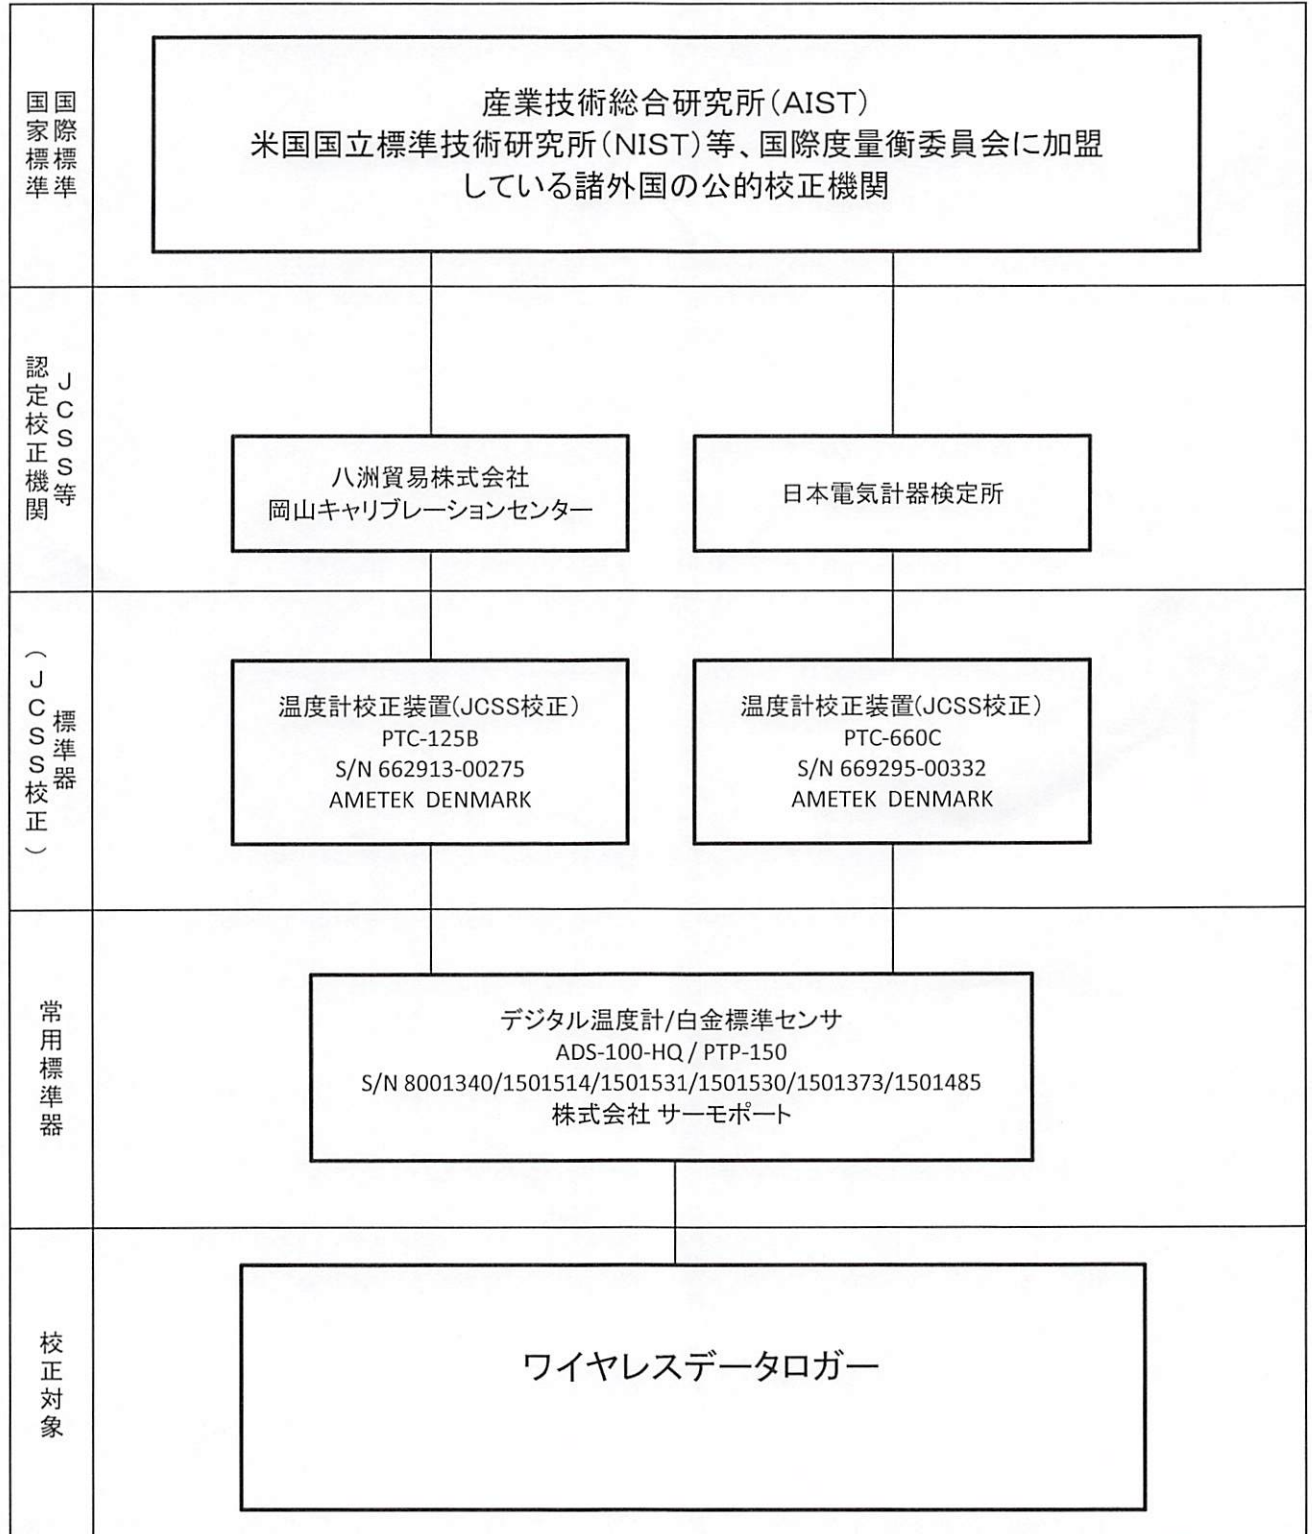 国際標準
国家標準
産業技術総合研究所(AIST)
米国国立標準技術研究所(NIST)等、国際度量衡委員会に加盟
している諸外国の公的校正機関
JCSS等
認定校正機関
八洲貿易株式会社
岡山キャリブレーションセンター
日本電気計器検定所
標準器
(JCSS校正)
温度計校正装置(JCSS校正)
PTC-125B
S/N 662913-00275
AMETEK DENMARK
温度計校正装置(JCSS校正)
PTC-660C
S/N 669295-00332
AMETEK DENMARK
常用標準器
デジタル温度計/白金標準センサ
ADS-100-HQ / PTP-150
S/N 8001340/1501514/1501531/1501530/1501373/1501485
株式会社 サーモポート
校正対象
ワイヤレスデータロガー